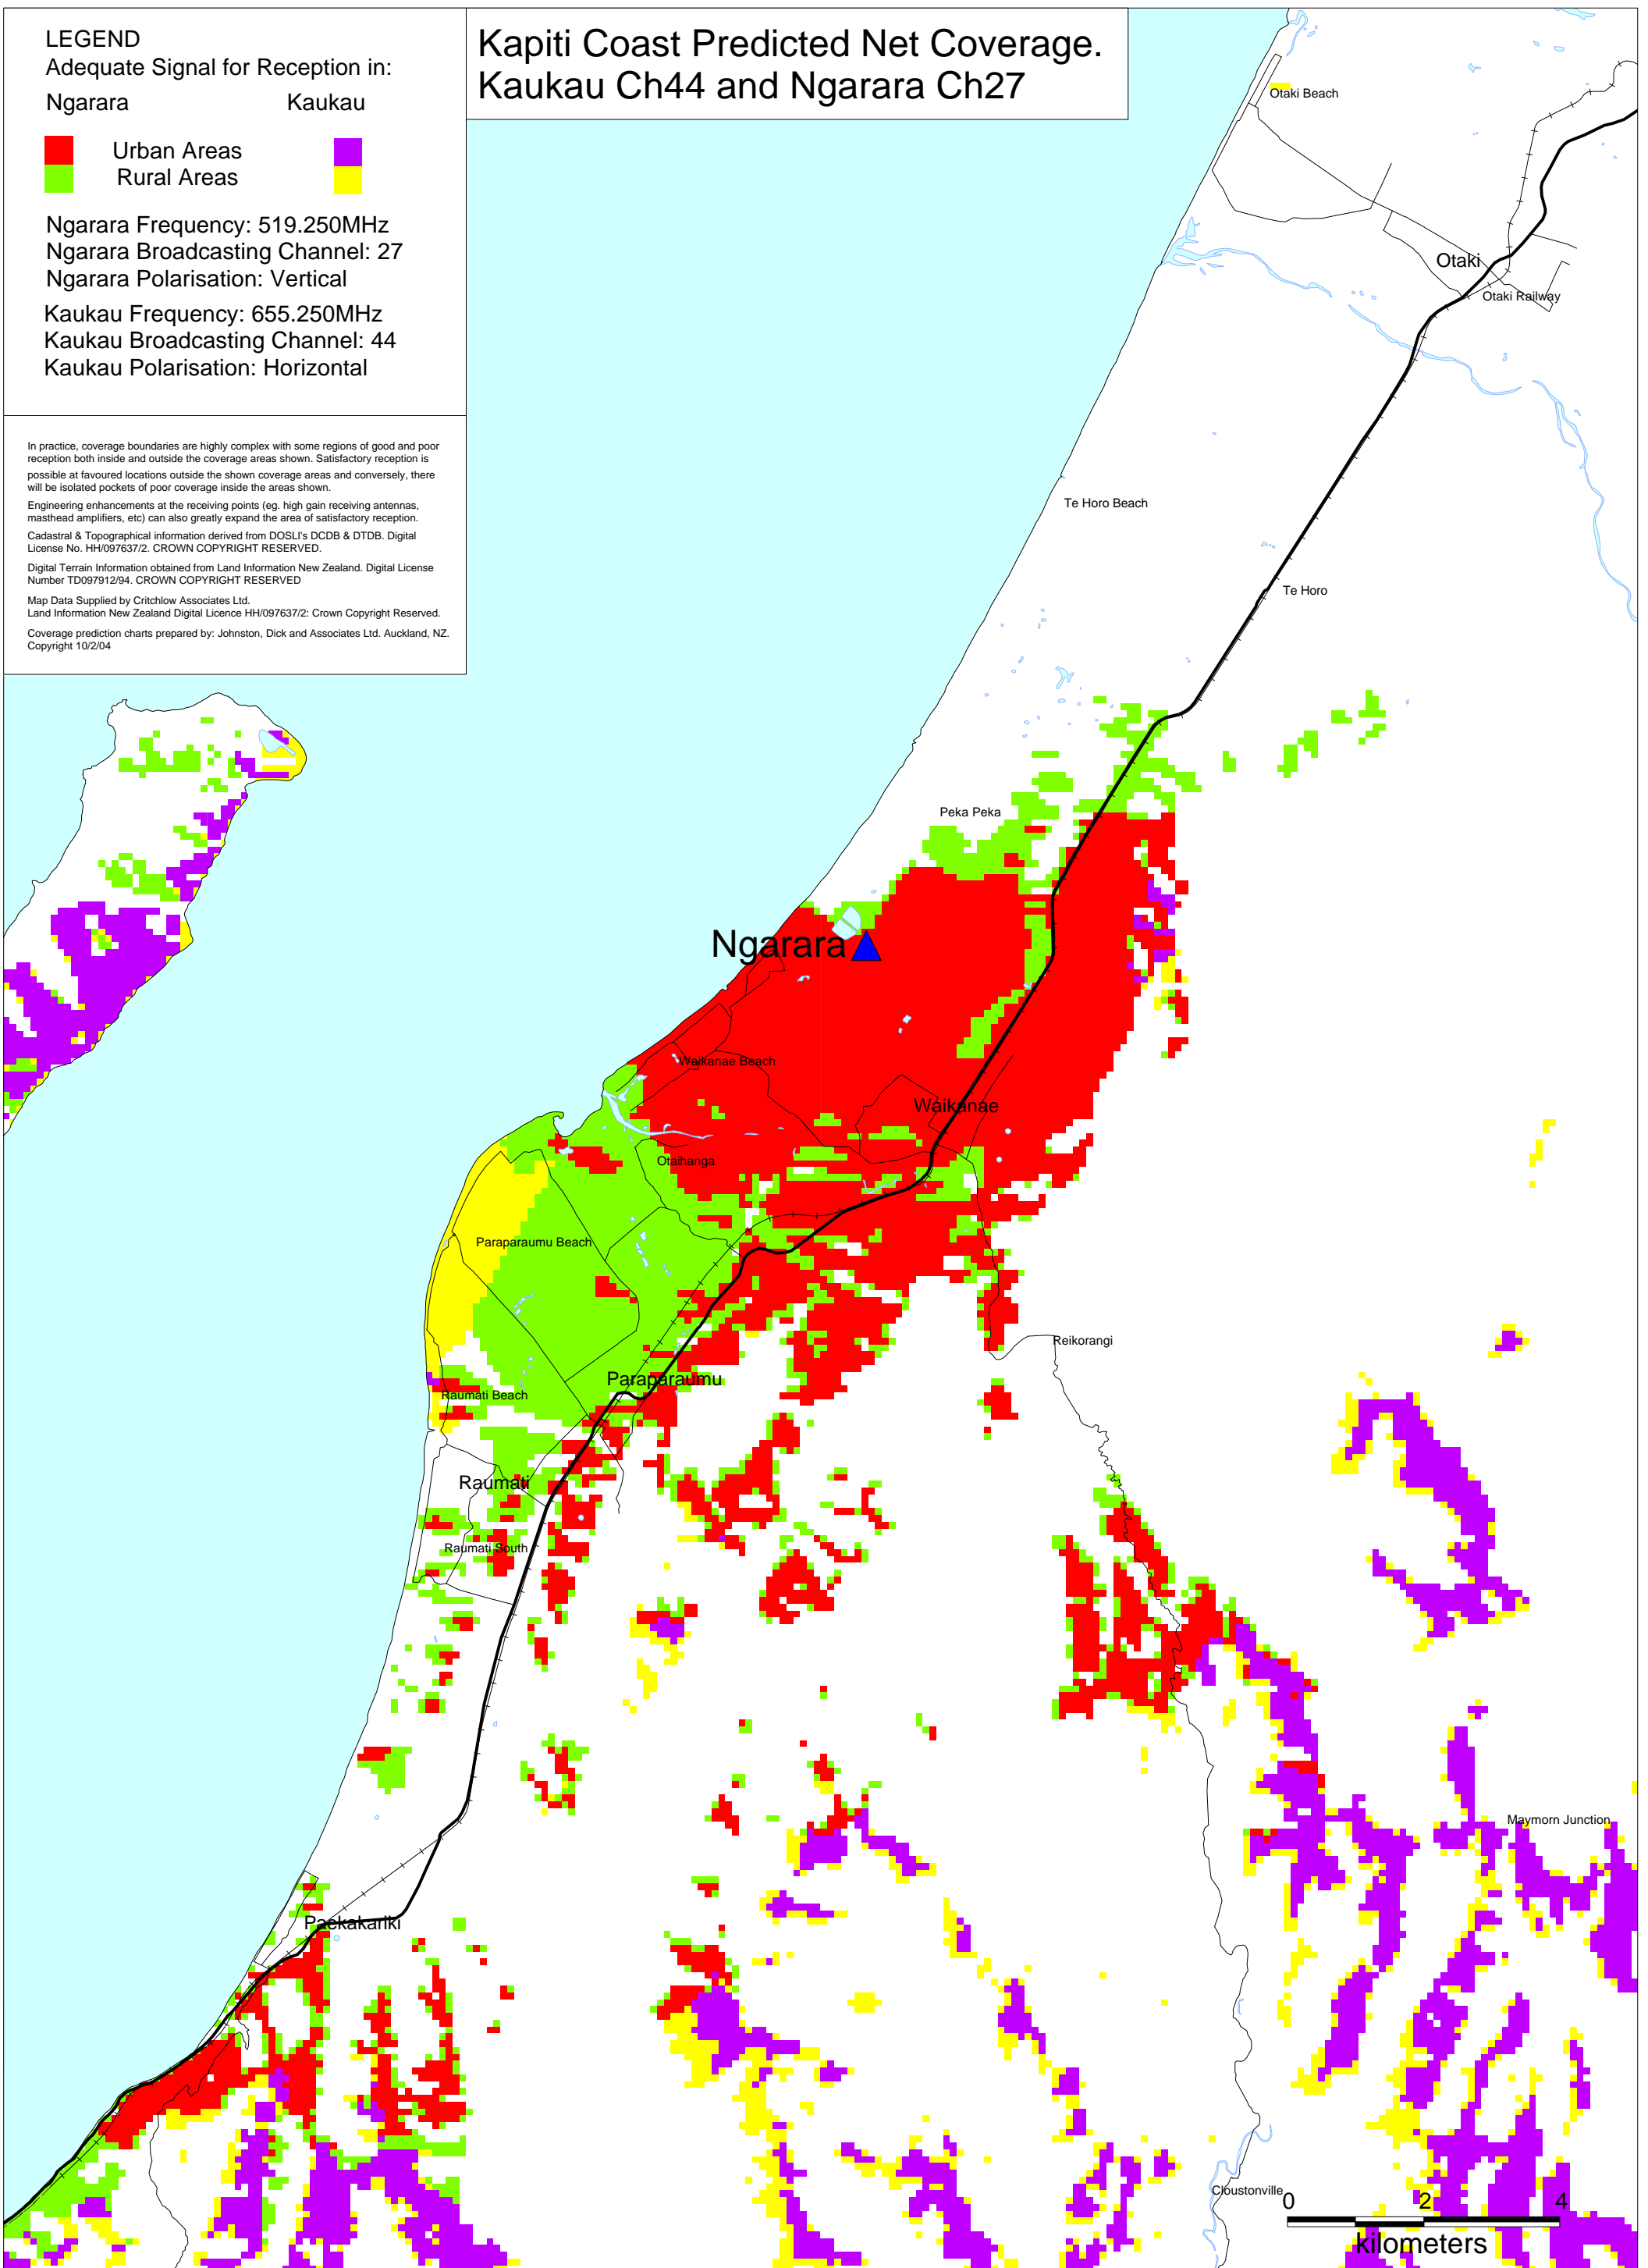 LEGEND
Adequate Signal for Reception in:
Ngarara Kaukau
Urban Areas
Rural Areas
Ngarara Frequency: 519.250MHz
Ngarara Broadcasting Channel: 27
Ngarara Polarisation: Vertical
Kaukau Frequency: 655.250MHz
Kaukau Broadcasting Channel: 44
Kaukau Polarisation: Horizontal
In practice, coverage boundaries are highly complex with some regions of good and poor
reception both inside and outside the coverage areas shown. Satisfactory reception is
possible at favoured locations outside the shown coverage areas and conversely, there
will be isolated pockets of poor coverage inside the areas shown.
Engineering enhancements at the receiving points (eg. high gain receiving antennas,
masthead amplifiers, etc) can also greatly expand the area of satisfactory reception.
Cadastral & Topographical information derived from DOSLI's DCDB & DTDB. Digital
License No. HH/097637/2. CROWN COPYRIGHT RESERVED.
Digital Terrain Information obtained from Land Information New Zealand. Digital License
Number TD097912/94. CROWN COPYRIGHT RESERVED
Map Data Supplied by Critchlow Associates Ltd.
Land Information New Zealand Digital Licence HH/097637/2: Crown Copyright Reserved.
Coverage prediction charts prepared by: Johnston, Dick and Associates Ltd. Auckland, NZ.
Copyright 10/2/04
Kapiti Coast Predicted Net Coverage.
Kaukau Ch44 and Ngarara Ch27
Otaki Beach
Otaki
Otaki Railway
Te Horo Beach
Te Horo
Peka Peka
Ngarara
Waikanae Beach
Waikanae
Otaihanga
Paraparaumu Beach
Reikorangi
Paraparaumu
Raumati Beach
Raumati
Raumati South
Maymorn Junction
Paekakariki
Cloustonville
0 2 4
kilometers